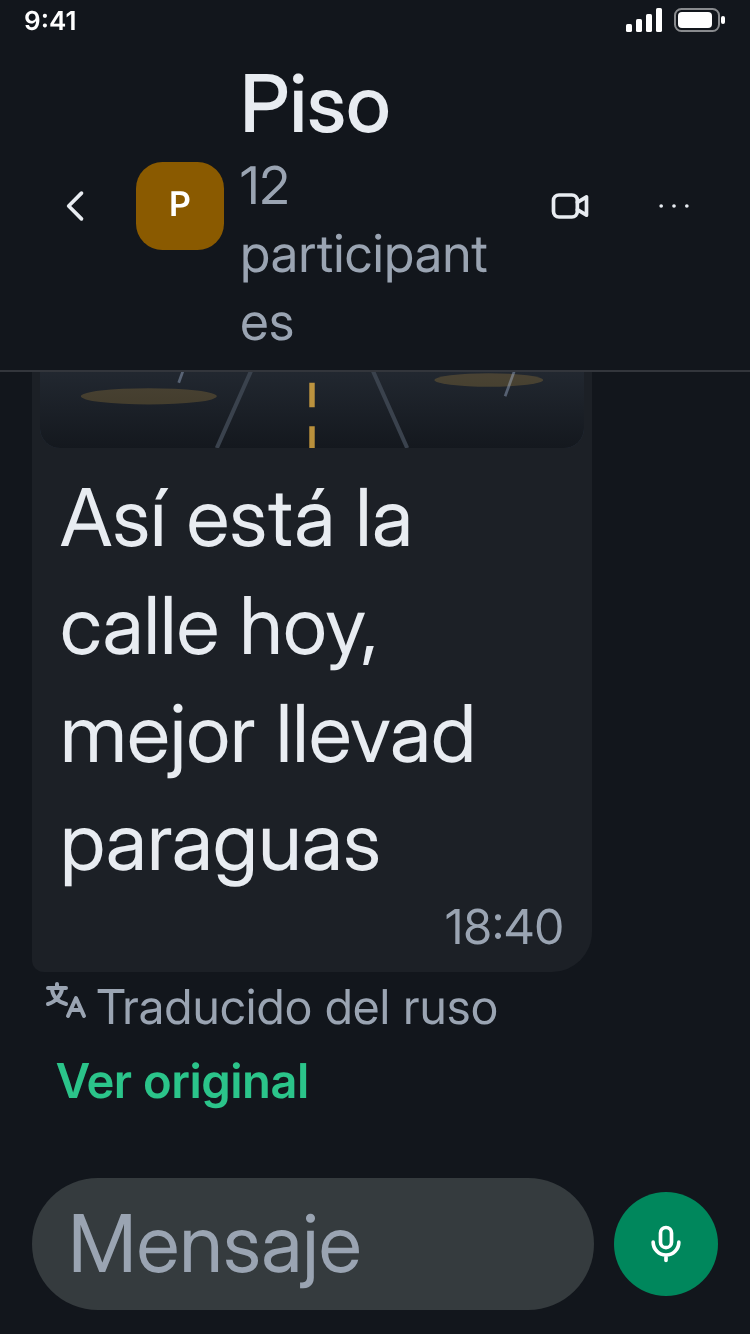 9:41
Piso
P
12
participant
es
Así está la
calle hoy,
mejor llevad
paraguas
18:40
Traducido del ruso
Ver original
Mensaje